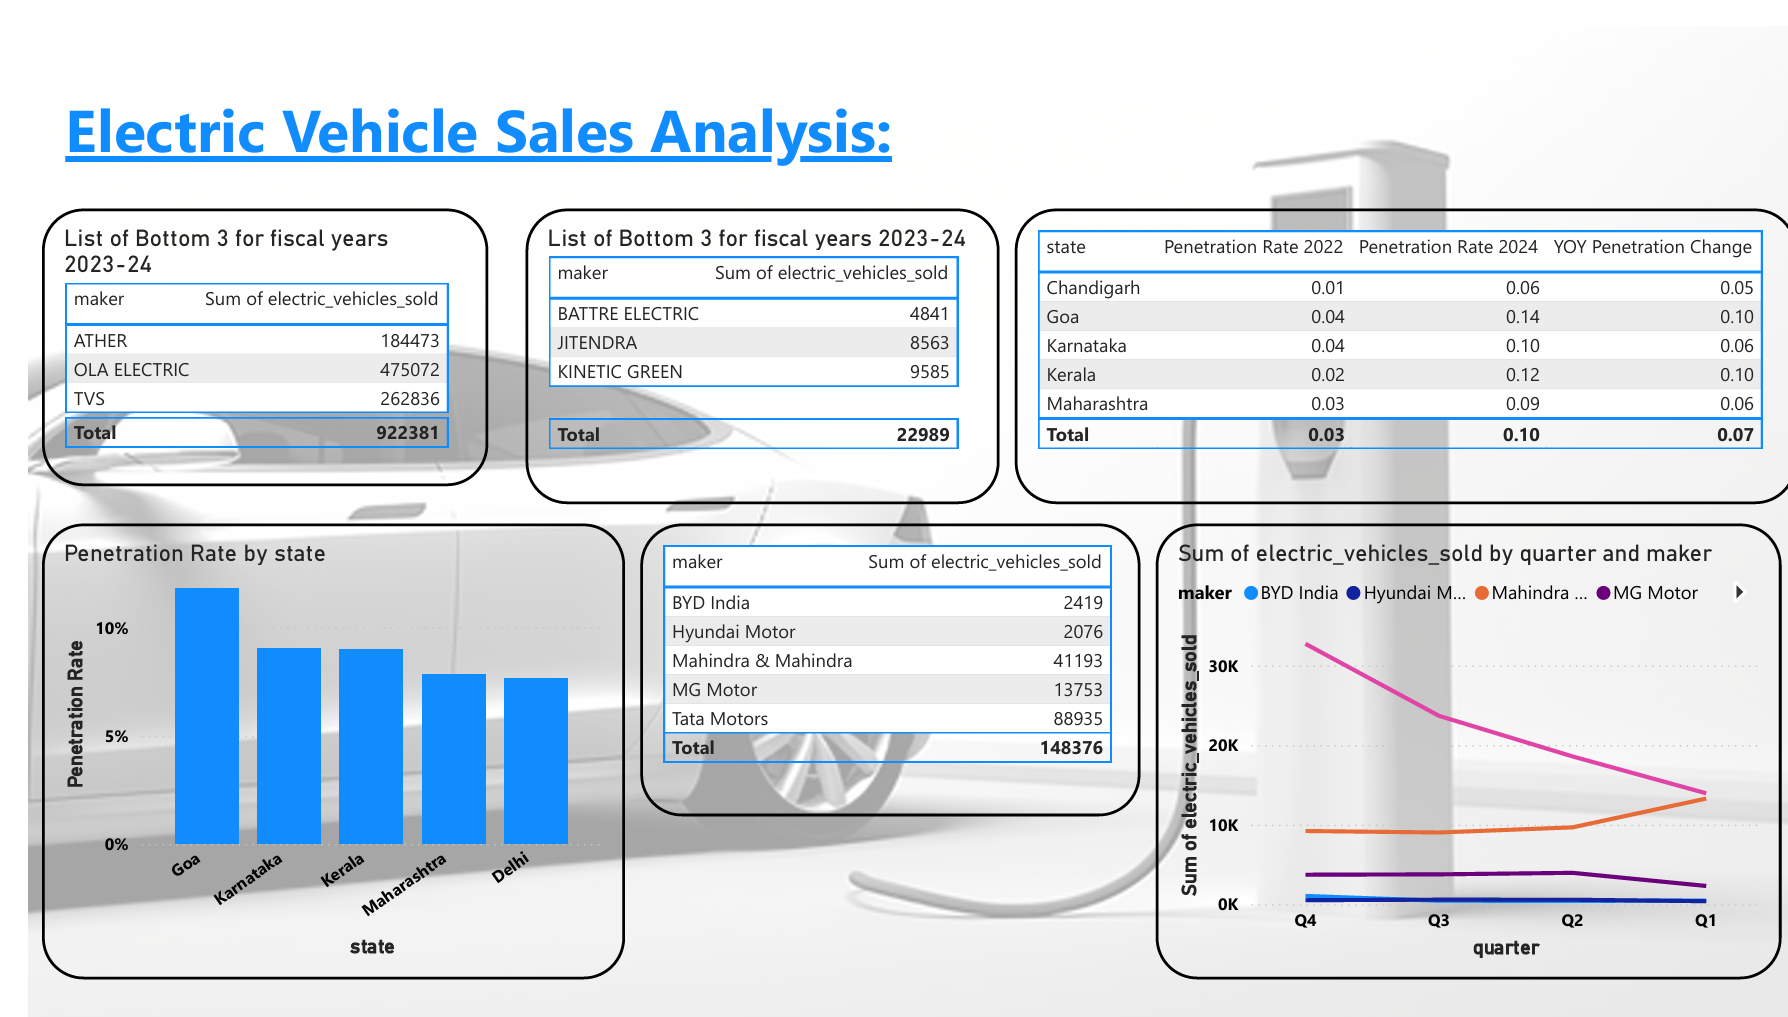 Electric Vehicle Sales Analysis:
List of Bottom 3 for fiscal years
2023-24
maker Sum of electric_vehicles_sold
ATHER 184473
OLA ELECTRIC 475072
TVS 262836
Total 922381
List of Bottom 3 for fiscal years 2023-24
maker Sum of electric_vehicles_sold
BATTRE ELECTRIC 4841
JITENDRA 8563
KINETIC GREEN 9585
Total 22989
state Penetration Rate 2022 Penetration Rate 2024 YOY Penetration Change
Chandigarh 0.01 0.06 0.05
Goa 0.04 0.14 0.10
Karnataka 0.04 0.10 0.06
Kerala 0.02 0.12 0.10
Maharashtra 0.03 0.09 0.06
Total 0.03 0.10 0.07
Penetration Rate by state
Penetration Rate
10%
5%
0%
Goa Karnataka Kerala Maharashtra Delhi
state
maker Sum of electric_vehicles_sold
BYD India 2419
Hyundai Motor 2076
Mahindra & Mahindra 41193
MG Motor 13753
Tata Motors 88935
Total 148376
Sum of electric_vehicles_sold by quarter and maker
maker BYD India Hyundai M... Mahindra ... MG Motor
Sum of electric_vehicles_sold
30K
20K
10K
0K
Q4 Q3 Q2 Q1
quarter